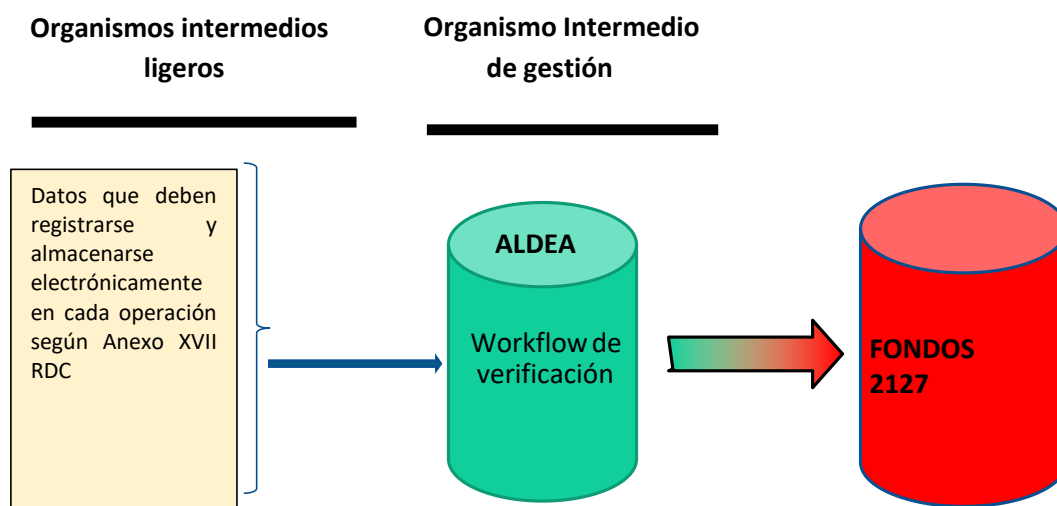 Organismos intermedios
ligeros
Organismo Intermedio
de gestión
Datos que deben
registrarse y
almacenarse
electrónicamente
en cada operación
según Anexo XVII
RDC
ALDEA
Workflow de
verificación
FONDOS
2127